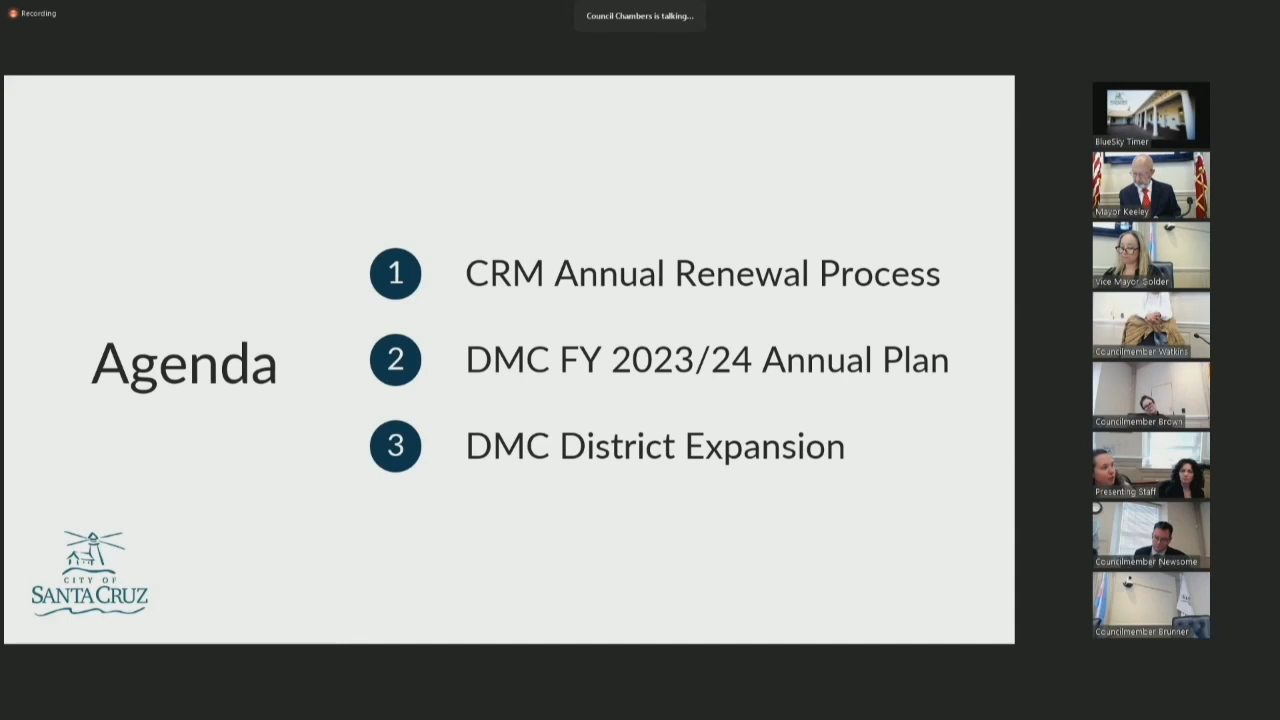 Recording
Council Chambers is talking...
Agenda
1 CRM Annual Renewal Process
2 DMC FY 2023/24 Annual Plan
3 DMC District Expansion
CITY OF
SANTA CRUZ
BlueSky Timer
Mayor Keeley
Vice Mayor Golder
Councilmember Watkins
Councilmember Brown
Presenting Staff
Councilmember Newsome
Councilmember Brunner